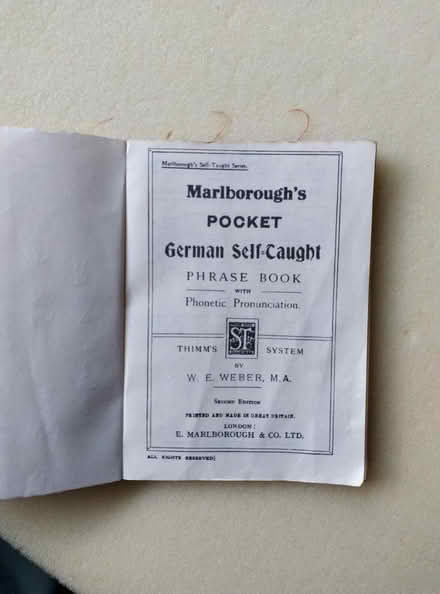 Marlborough's Self-Taught Series.
Marlborough's
POCKET
German Self-Taught
PHRASE BOOK
WITH
Phonetic Pronunciation.
THIMM'S SYSTEM
BY
W. E. WEBER, M.A.
SECOND EDITION
PRINTED AND MADE IN GREAT BRITAIN.
LONDON:
E. MARLBOROUGH & CO. LTD.
ALL RIGHTS RESERVED]